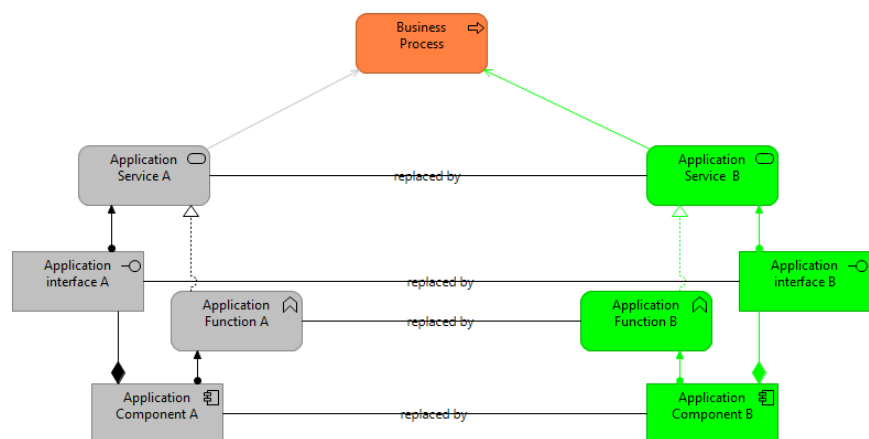 Business
Process
Application
Service A
replaced by
Application
Service B
Application
interface A
replaced by
Application
interface B
Application
Function A
replaced by
Application
Function B
Application
Component A
replaced by
Application
Component B